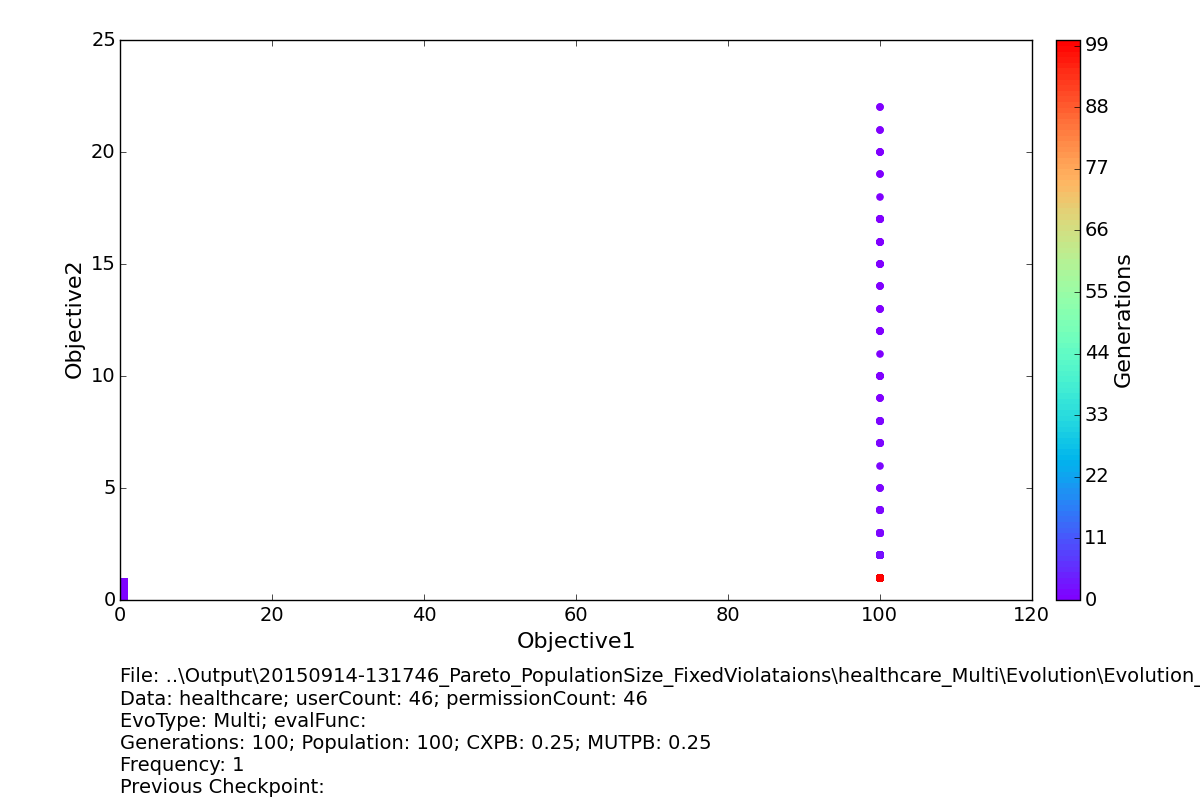 25
20
15
10
5
0
0
20
40
60
80
100
120
Objective2
Objective1
99
88
77
66
55
44
33
22
11
0
Generations
File: ..\Output\20150914-131746_Pareto_PopulationSize_FixedViolataions\healthcare_Multi\Evolution\Evolution_
Data: healthcare; userCount: 46; permissionCount: 46
EvoType: Multi; evalFunc:
Generations: 100; Population: 100; CXPB: 0.25; MUTPB: 0.25
Frequency: 1
Previous Checkpoint: